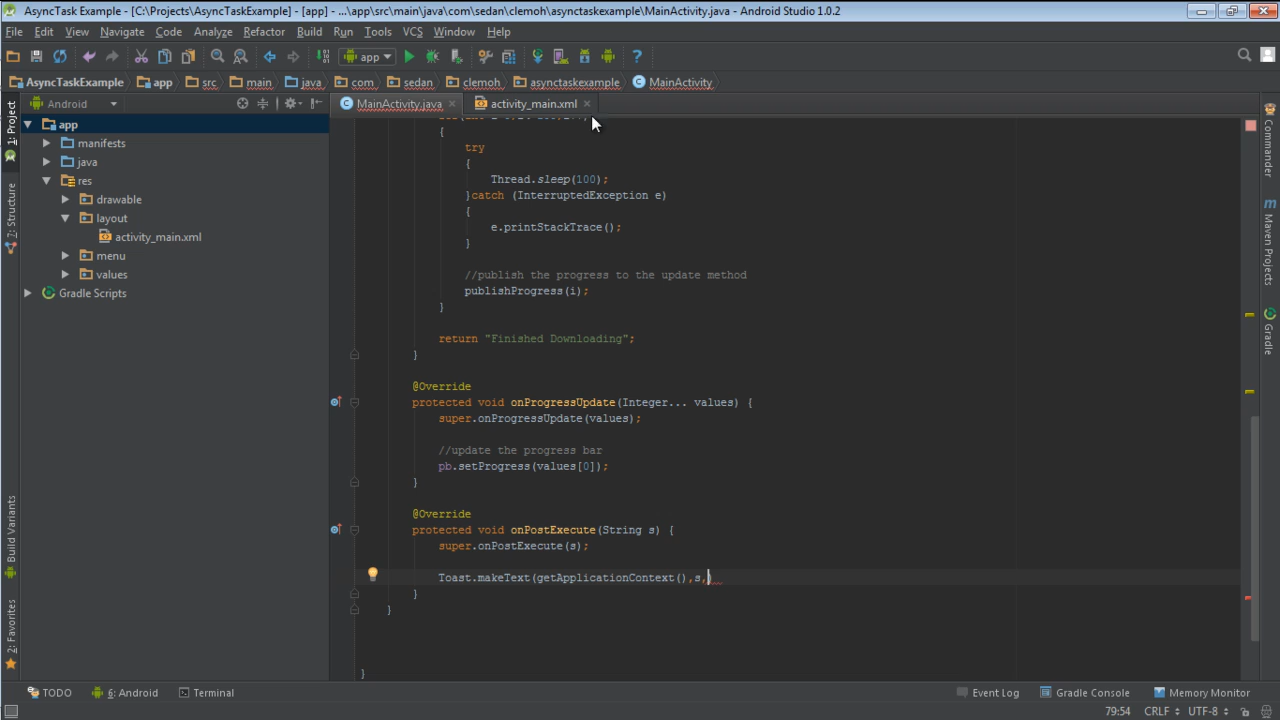 AsyncTask Example - [C:\Projects\AsyncTaskExample] - [app] - ...\app\src\main\java\com\sedan\clemoh\asynctaskexample\MainActivity.java - Android Studio 1.0.2
File Edit View Navigate Code Analyze Refactor Build Run Tools VCS Window Help
app
AsyncTaskExample app src main java com sedan clemoh asynctaskexample MainActivity
1: Project
Android
MainActivity.java
activity_main.xml
app
manifests
java
res
drawable
layout
activity_main.xml
menu
values
Gradle Scripts
7: Structure
Build Variants
2: Favorites
{
try
{
Thread.sleep(100);
}catch (InterruptedException e)
{
e.printStackTrace();
}
//publish the progress to the update method
publishProgress(i);
}
return "Finished Downloading";
}
@Override
protected void onProgressUpdate(Integer... values) {
super.onProgressUpdate(values);
//update the progress bar
pb.setProgress(values[0]);
}
@Override
protected void onPostExecute(String s) {
super.onPostExecute(s);
Toast.makeText(getApplicationContext(),s,)
}
}
}
Commander
Maven Projects
Gradle
TODO 6: Android Terminal Event Log Gradle Console Memory Monitor
79:54 CRLF UTF-8